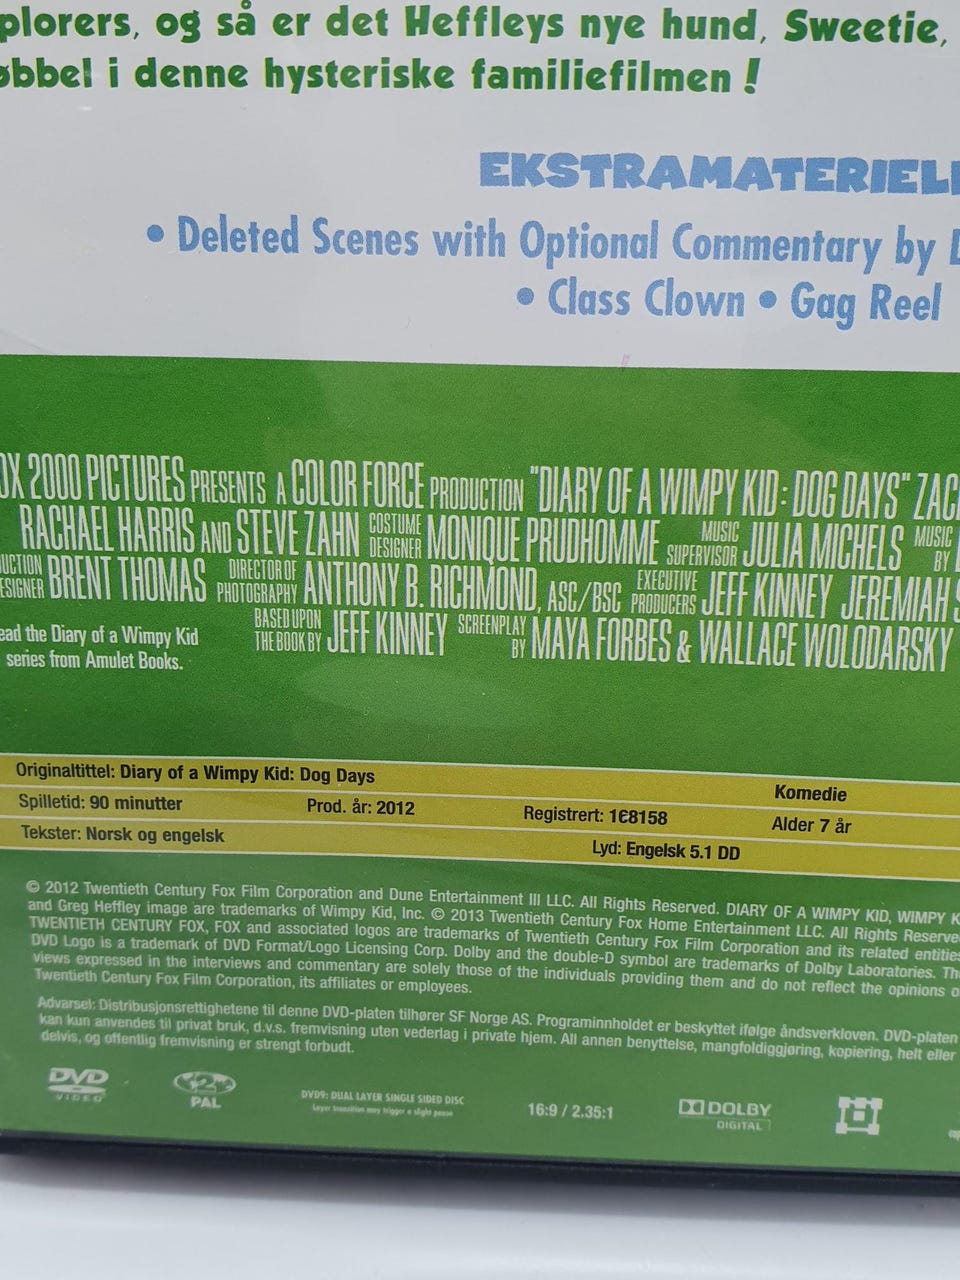 plorers, og så er det Heffleys nye hund, Sweetie,
øbbel i denne hysteriske familiefilmen!
EKSTRAMATERIELL
• Deleted Scenes with Optional Commentary by D
• Class Clown • Gag Reel
OX 2000 PICTURES PRESENTS A COLOR FORCE PRODUCTION "DIARY OF A WIMPY KID: DOG DAYS" ZACH
RACHAEL HARRIS AND STEVE ZAHN COSTUME DESIGNER MONIQUE PRUDHOMME MUSIC SUPERVISOR JULIA MICHELS MUSIC BY
UCTION ESIGNER BRENT THOMAS DIRECTOR OF PHOTOGRAPHY ANTHONY B. RICHMOND, ASC/BSC EXECUTIVE PRODUCERS JEFF KINNEY JEREMIAH S
BASED UPON THE BOOK BY JEFF KINNEY SCREENPLAY BY MAYA FORBES & WALLACE WOLODARSKY
ead the Diary of a Wimpy Kid
series from Amulet Books.
Originaltittel: Diary of a Wimpy Kid: Dog Days Komedie
Spilletid: 90 minutter Prod. år: 2012 Registrert: 1€8158 Alder 7 år
Tekster: Norsk og engelsk Lyd: Engelsk 5.1 DD
© 2012 Twentieth Century Fox Film Corporation and Dune Entertainment III LLC. All Rights Reserved. DIARY OF A WIMPY KID, WIMPY K
and Greg Heffley image are trademarks of Wimpy Kid, Inc. © 2013 Twentieth Century Fox Home Entertainment LLC. All Rights Reserve
TWENTIETH CENTURY FOX, FOX and associated logos are trademarks of Twentieth Century Fox Film Corporation and its related entities
DVD Logo is a trademark of DVD Format/Logo Licensing Corp. Dolby and the double-D symbol are trademarks of Dolby Laboratories. Th
views expressed in the interviews and commentary are solely those of the individuals providing them and do not reflect the opinions o
Twentieth Century Fox Film Corporation, its affiliates or employees.
Advarsel: Distribusjonsrettighetene til denne DVD-platen tilhører SF Norge AS. Programinnholdet er beskyttet ifølge åndsverkloven. DVD-platen
kan kun anvendes til privat bruk, d.v.s. fremvisning uten vederlag i private hjem. All annen benyttelse, mangfoldiggjøring, kopiering, helt eller
delvis, og offentlig fremvisning er strengt forbudt.
DVD VIDEO
2 PAL
DVD9: DUAL LAYER SINGLE SIDED DISC
Layer transition may trigger a slight pause
16:9 / 2.35:1
DOLBY
DIGITAL